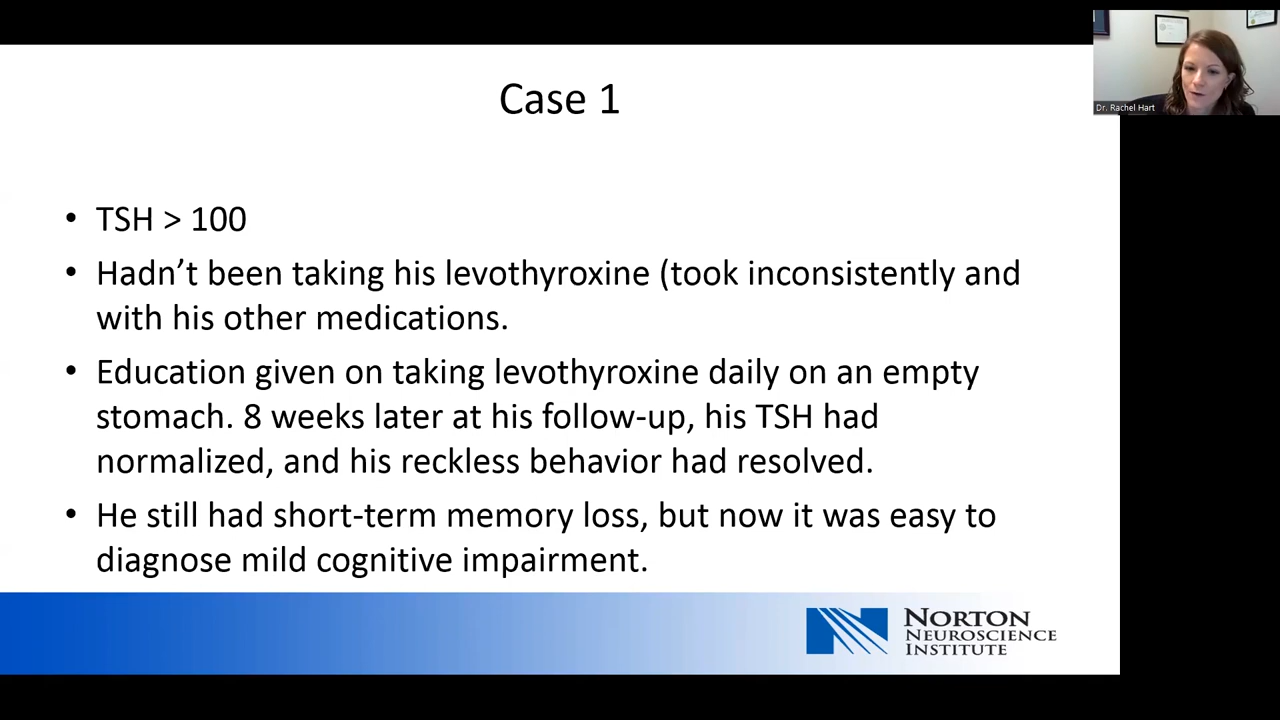 Case 1
Dr. Rachel Hart
• TSH > 100
• Hadn’t been taking his levothyroxine (took inconsistently and
with his other medications.
• Education given on taking levothyroxine daily on an empty
stomach. 8 weeks later at his follow-up, his TSH had
normalized, and his reckless behavior had resolved.
• He still had short-term memory loss, but now it was easy to
diagnose mild cognitive impairment.
NORTON
NEUROSCIENCE
INSTITUTE